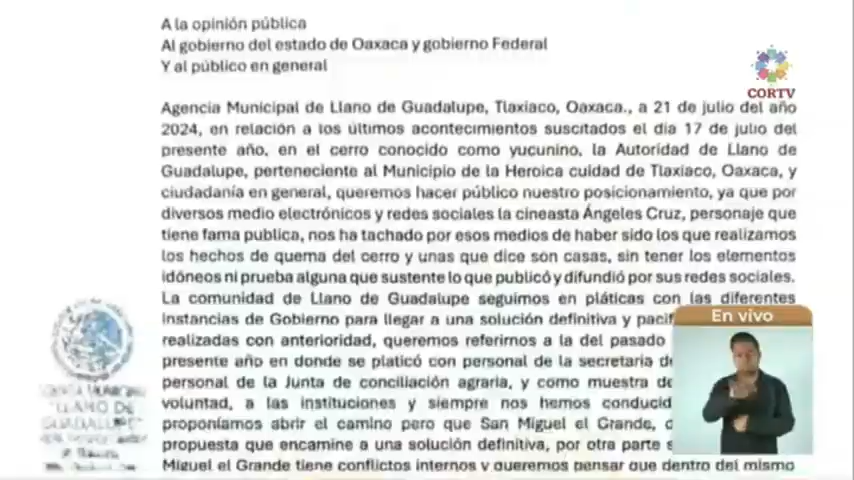 A la opinión pública
Al gobierno del estado de Oaxaca y gobierno Federal
Y al público en general
CORTV
Agencia Municipal de Llano de Guadalupe, Tlaxiaco, Oaxaca., a 21 de julio del año
2024, en relación a los últimos acontecimientos suscitados el día 17 de julio del
presente año, en el cerro conocido como yucunino, la Autoridad de Llano de
Guadalupe, perteneciente al Municipio de la Heroica cuidad de Tlaxiaco, Oaxaca, y
ciudadanía en general, queremos hacer público nuestro posicionamiento, ya que por
diversos medio electrónicos y redes sociales la cineasta Ángeles Cruz, personaje que
tiene fama publica, nos ha tachado por esos medios de haber sido los que realizamos
los hechos de quema del cerro y unas que dice son casas, sin tener los elementos
idóneos ni prueba alguna que sustente lo que publicó y difundió por sus redes sociales.
La comunidad de Llano de Guadalupe seguimos en pláticas con las diferentes
instancias de Gobierno para llegar a una solución definitiva y pacif
realizadas con anterioridad, queremos referirnos a la del pasado
presente año en donde se platicó con personal de la secretaria de
personal de la Junta de conciliación agraria, y como muestra de
voluntad, a las instituciones y siempre nos hemos conducid
proponíamos abrir el camino pero que San Miguel el Grande,
propuesta que encamine a una solución definitiva, por otra parte s
Miguel el Grande tiene conflictos internos y queremos pensar que dentro del mismo
En vivo
"LLANO DE
GUADALUPE"